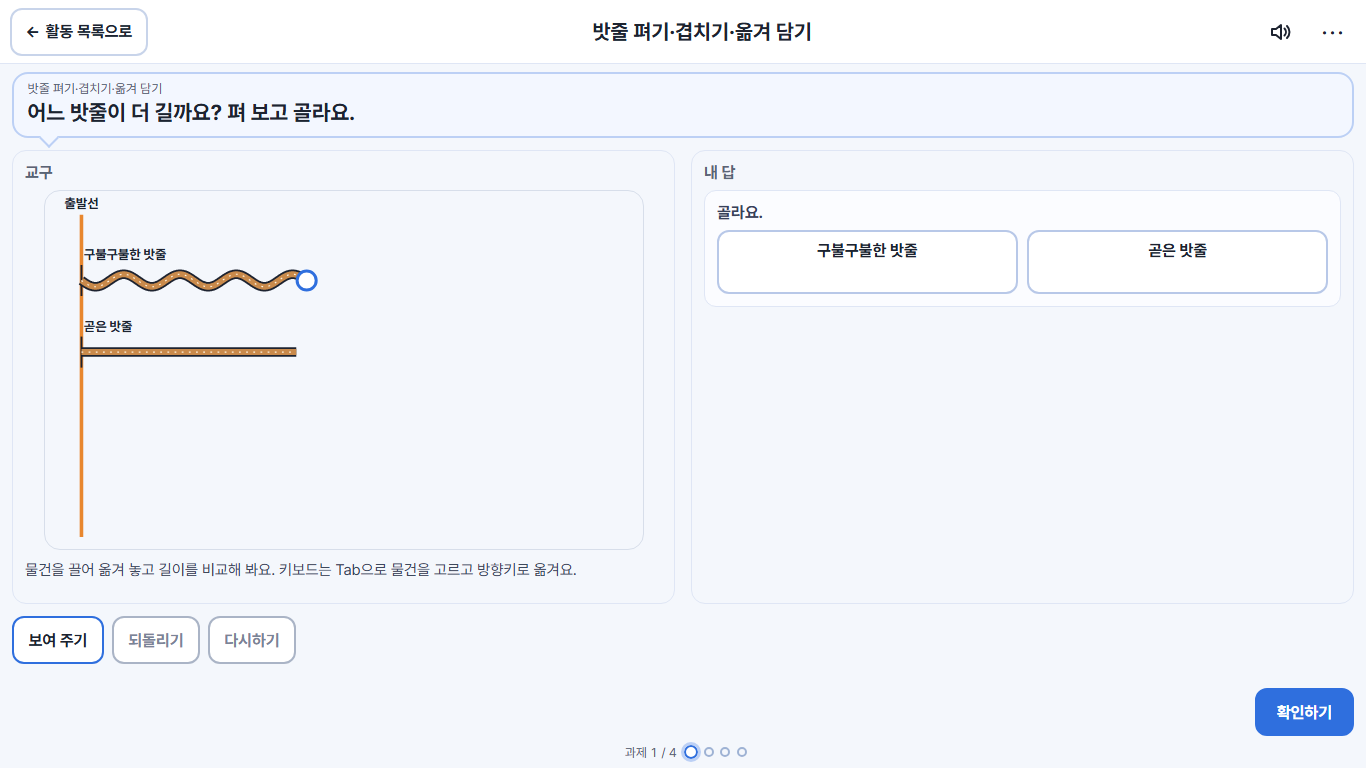 ← 활동 목록으로
밧줄 펴기·겹치기·옮겨 담기
밧줄 펴기·겹치기·옮겨 담기
어느 밧줄이 더 길까요? 펴 보고 골라요.
교구
출발선
구불구불한 밧줄
곧은 밧줄
물건을 끌어 옮겨 놓고 길이를 비교해 봐요. 키보드는 Tab으로 물건을 고르고 방향키로 옮겨요.
내 답
골라요.
구불구불한 밧줄
곧은 밧줄
보여 주기
되돌리기
다시하기
확인하기
과제 1 / 4